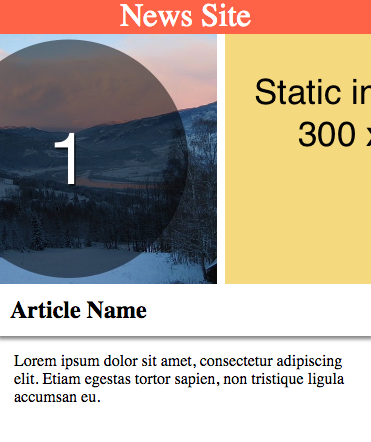 News Site
1
Static in
300 x
Article Name
Lorem ipsum dolor sit amet, consectetur adipiscing
elit. Etiam egestas tortor sapien, non tristique ligula
accumsan eu.